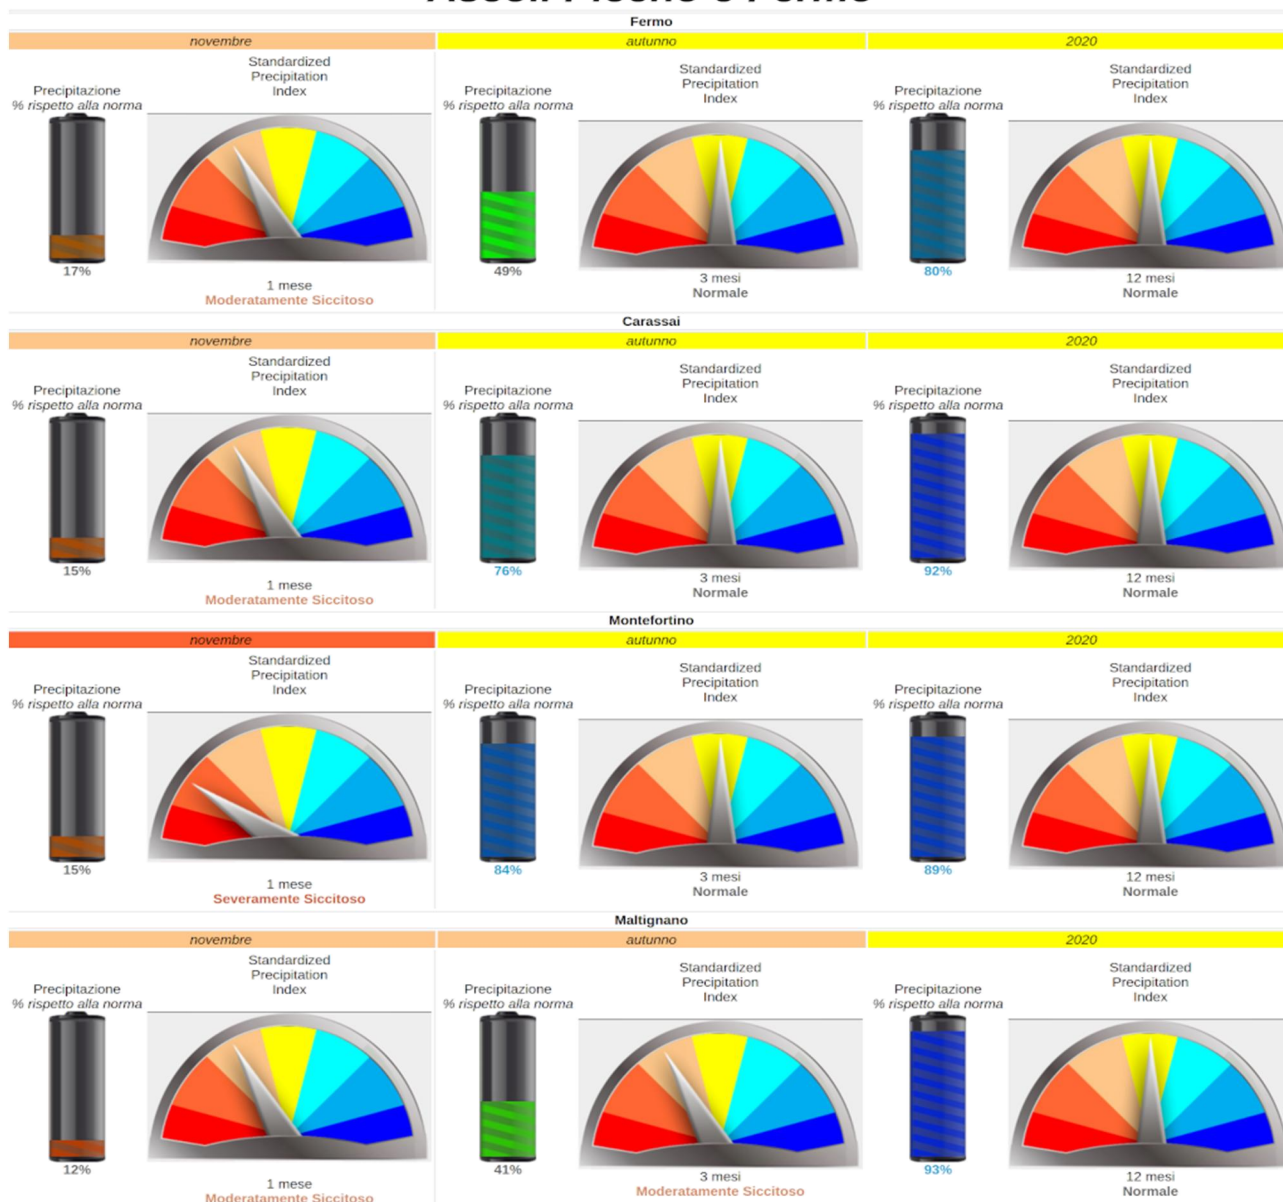 Fermo
novembre
autunno
2020
Precipitazione
% rispetto alla norma
Standardized
Precipitation
Index
Precipitazione
% rispetto alla norma
Standardized
Precipitation
Index
Precipitazione
% rispetto alla norma
Standardized
Precipitation
Index
17%
1 mese
Moderatamente Siccitoso
49%
3 mesi
Normale
80%
12 mesi
Normale
Carassai
novembre
autunno
2020
Precipitazione
% rispetto alla norma
Standardized
Precipitation
Index
Precipitazione
% rispetto alla norma
Standardized
Precipitation
Index
Precipitazione
% rispetto alla norma
Standardized
Precipitation
Index
15%
1 mese
Moderatamente Siccitoso
76%
3 mesi
Normale
92%
12 mesi
Normale
Montefortino
novembre
autunno
2020
Precipitazione
% rispetto alla norma
Standardized
Precipitation
Index
Precipitazione
% rispetto alla norma
Standardized
Precipitation
Index
Precipitazione
% rispetto alla norma
Standardized
Precipitation
Index
15%
1 mese
Severamente Siccitoso
84%
3 mesi
Normale
89%
12 mesi
Normale
Maltignano
novembre
autunno
2020
Precipitazione
% rispetto alla norma
Standardized
Precipitation
Index
Precipitazione
% rispetto alla norma
Standardized
Precipitation
Index
Precipitazione
% rispetto alla norma
Standardized
Precipitation
Index
12%
1 mese
Moderatamente Siccitoso
41%
3 mesi
Moderatamente Siccitoso
93%
12 mesi
Normale